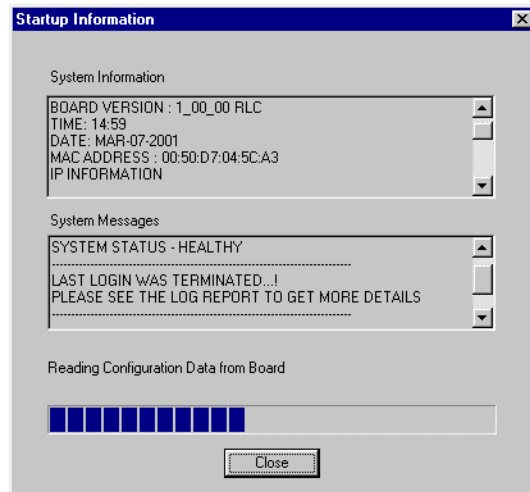 Startup Information
System Information
BOARD VERSION : 1_00_00 RLC
TIME: 14:59
DATE: MAR-07-2001
MAC ADDRESS : 00:50:D7:04:5C:A3
IP INFORMATION
System Messages
SYSTEM STATUS - HEALTHY
--------------------------------------------------------------------
LAST LOGIN WAS TERMINATED...!
PLEASE SEE THE LOG REPORT TO GET MORE DETAILS
--------------------------------------------------------------------
Reading Configuration Data from Board
Close